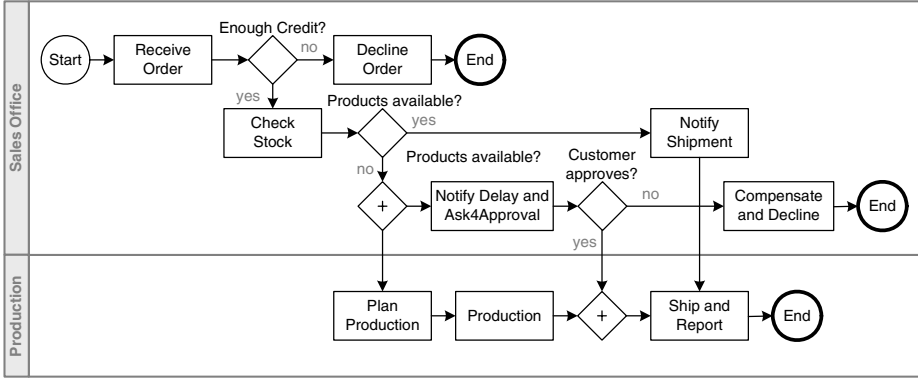 Sales Office
Enough Credit?
Start
Receive
Order
no
Decline
Order
End
yes
Products available?
Check
Stock
yes
Notify
Shipment
no
Products available?
Customer
approves?
+
Notify Delay and
Ask4Approval
no
Compensate
and Decline
End
yes
Production
Plan
Production
Production
+
Ship and
Report
End